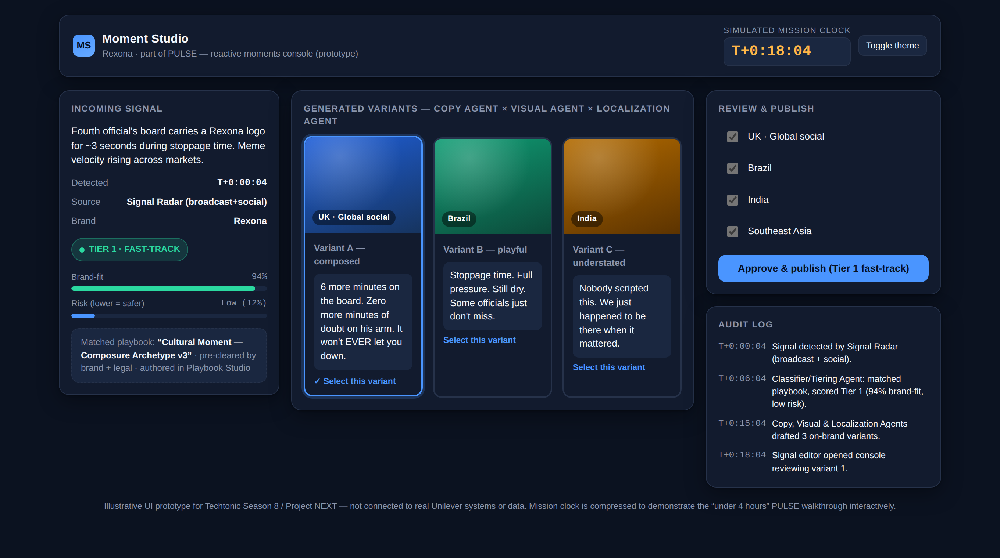 MS
Moment Studio
Rexona · part of PULSE — reactive moments console (prototype)
SIMULATED MISSION CLOCK
T+0:18:04
Toggle theme
INCOMING SIGNAL
Fourth official's board carries a Rexona logo
for ~3 seconds during stoppage time. Meme
velocity rising across markets.
Detected T+0:00:04
Source Signal Radar (broadcast+social)
Brand Rexona
TIER 1 · FAST-TRACK
Brand-fit 94%
Risk (lower = safer) Low (12%)
Matched playbook: “Cultural Moment —
Composure Archetype v3” · pre-cleared by
brand + legal · authored in Playbook Studio
GENERATED VARIANTS — COPY AGENT × VISUAL AGENT × LOCALIZATION
AGENT
UK · Global social
Variant A —
composed
6 more minutes on
the board. Zero
more minutes of
doubt on his arm. It
won't EVER let you
down.
✓ Select this variant
Brazil
Variant B — playful
Stoppage time. Full
pressure. Still dry.
Some officials just
don't miss.
Select this variant
India
Variant C —
understated
Nobody scripted
this. We just
happened to be
there when it
mattered.
Select this variant
REVIEW & PUBLISH
UK · Global social
Brazil
India
Southeast Asia
Approve & publish (Tier 1 fast-track)
AUDIT LOG
T+0:00:04 Signal detected by Signal Radar
(broadcast + social).
T+0:06:04 Classifier/Tiering Agent: matched
playbook, scored Tier 1 (94% brand-fit,
low risk).
T+0:15:04 Copy, Visual & Localization Agents
drafted 3 on-brand variants.
T+0:18:04 Signal editor opened console —
reviewing variant 1.
Illustrative UI prototype for Techtonic Season 8 / Project NEXT — not connected to real Unilever systems or data. Mission clock is compressed to demonstrate the “under 4 hours” PULSE walkthrough interactively.